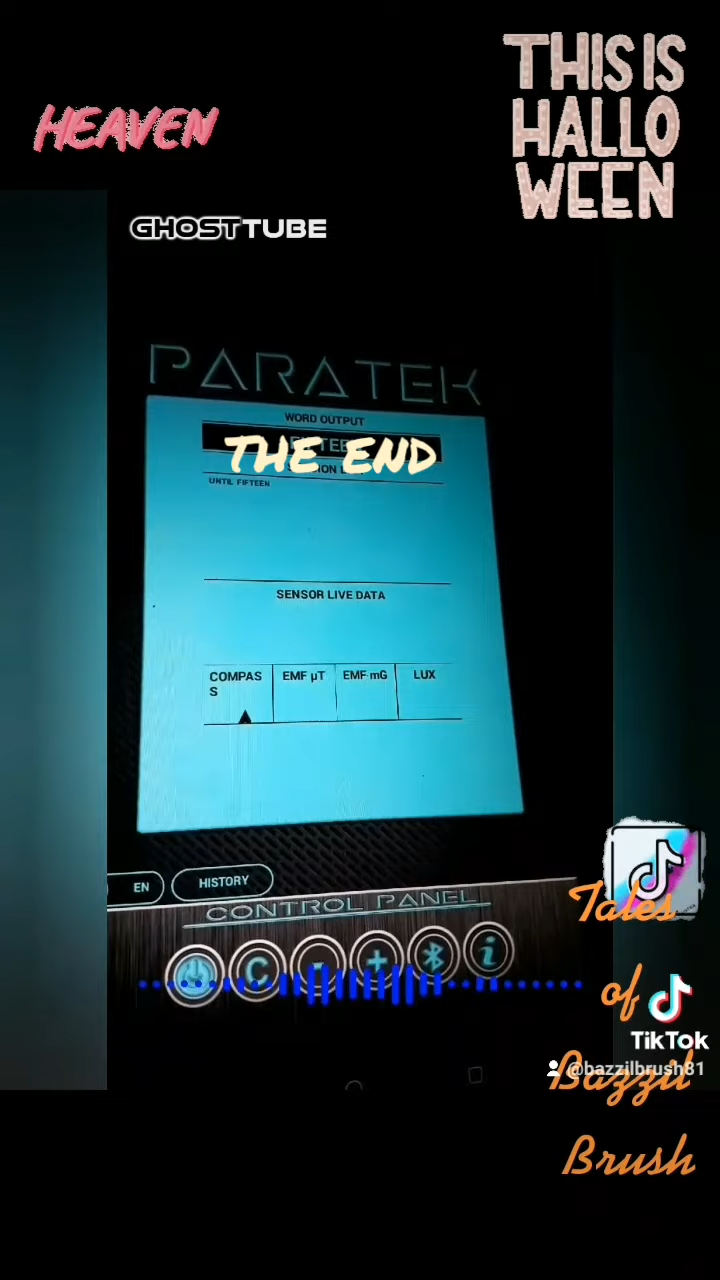 THIS IS
HALLO
WEEN
HEAVEN
GHOSTTUBE
PARATEK
WORD OUTPUT
THE END
UNTIL FIFTEEN
SENSOR LIVE DATA
COMPAS
S
EMF µT
EMF mG
LUX
EN
HISTORY
CONTROL PANEL
C
-
+
i
Tales
of
TikTok
@bazzilbrush81
Bazzil
Brush